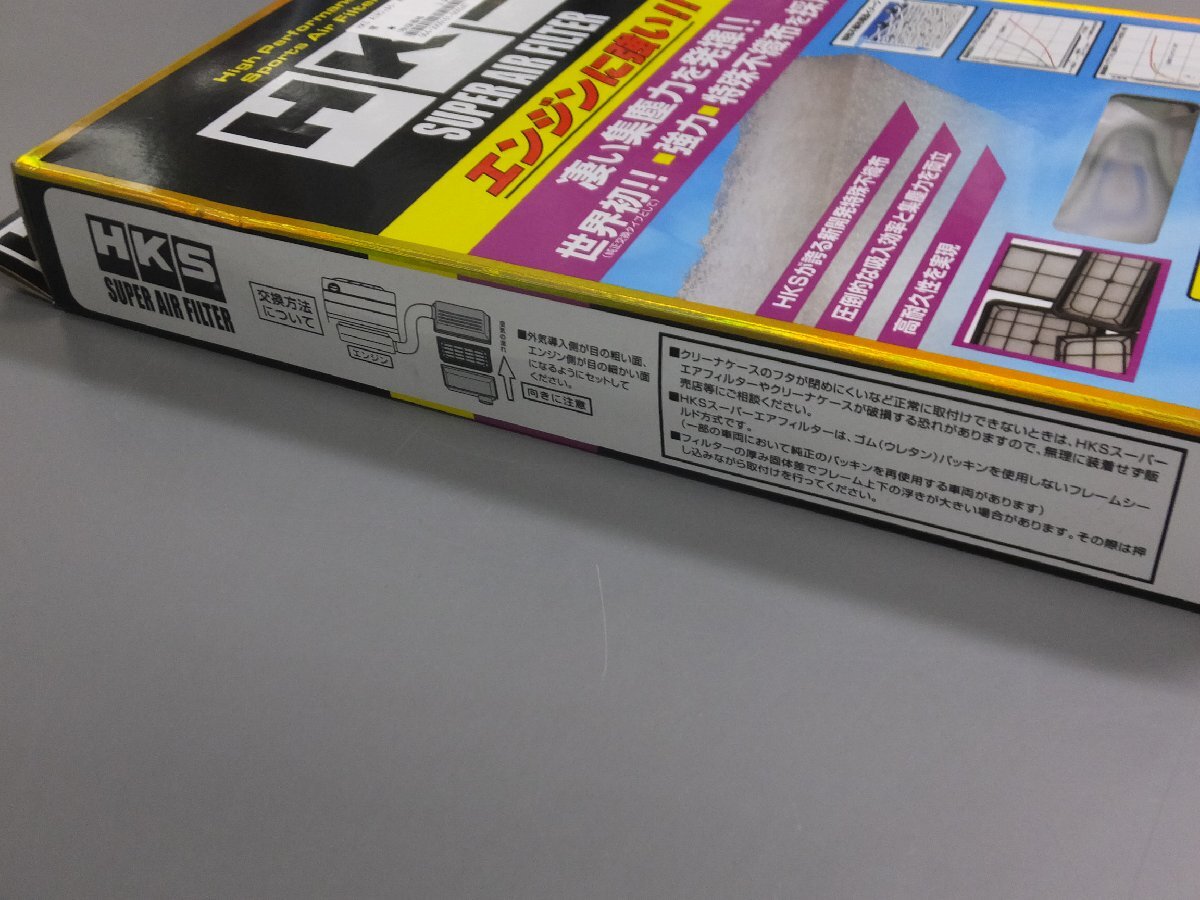 High Performance
Sports Air Filter
HKS
SUPER AIR FILTER
エンジンに強い!!
凄い集塵力を発揮!!
世界初!!■強力■特殊不織布を採
(純正交換タイプとして)
HKSが誇る新開発特殊不織布
圧倒的な吸入効率と集塵力を両立
高耐久性を実現
HKS
SUPER AIR FILTER
交換方法
について
エンジン
■外気導入側が目の粗い面、
エンジン側が目の細かい面
になるようにセットして
ください。
向きに注意
■クリーナケースのフタが閉めにくいなど正常に取付けできないときは、HKSスーパー
エアフィルターやクリーナケースが破損する恐れがありますので、無理に装着せず販
売店等にご相談ください。
■HKSスーパーエアフィルターは、ゴム(ウレタン)パッキンを使用しないフレームシー
ルド方式です。
(一部の車両において純正のパッキンを再使用する車両があります)
■フィルターの厚み固体差でフレーム上下の浮きが大きい場合があります。その際は押
し込みながら取付けを行ってください。